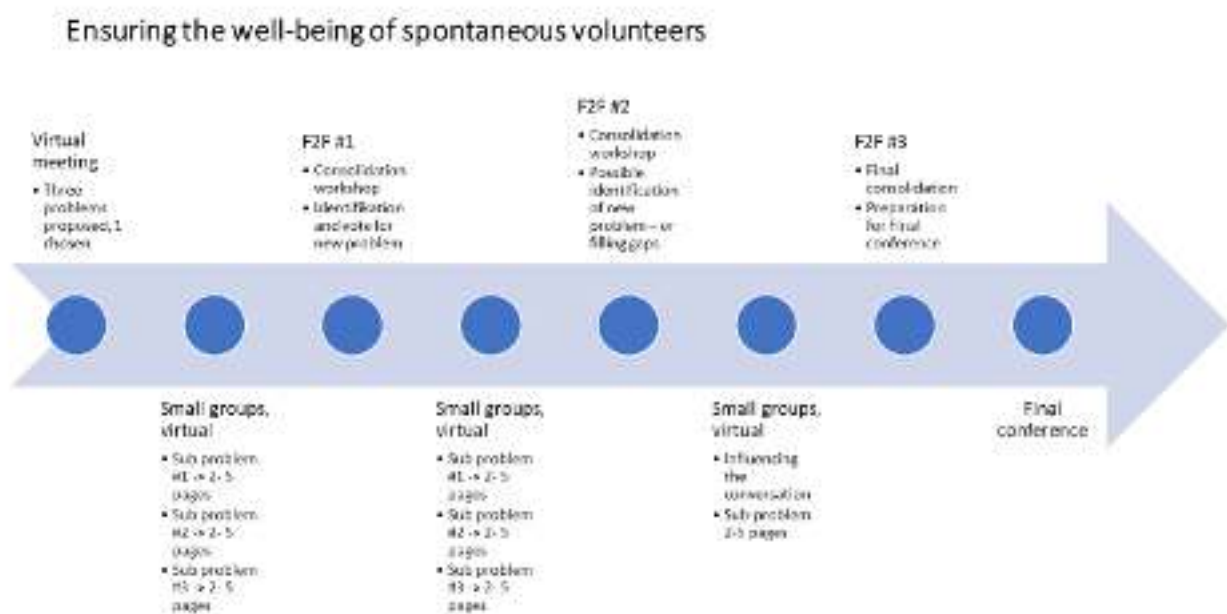 Ensuring the well-being of spontaneous volunteers
Virtual
meeting
• Three
problems
proposed, 1
chosen
F2F #1
• Consolidation
workshop
• Identifikation
and vote for
new problem
F2F #2
• Consolidation
workshop
• Possible
identification
of new
problem – or
filling gaps
F2F #3
• Final
consolidation
• Preparation
for Final
conference
Small groups,
virtual
• Sub problem
#1 -> 2- 5
pages
• Sub problem
#2 -> 2- 5
pages
• Sub problem
#3 -> 2- 5
pages
Small groups,
virtual
• Sub problem
#1 -> 2- 5
pages
• Sub problem
#2 -> 2- 5
pages
• Sub problem
#3 -> 2- 5
pages
Small groups,
virtual
• Influencing
the
conversation
• Sub-problem
2-5 pages
Final
conference